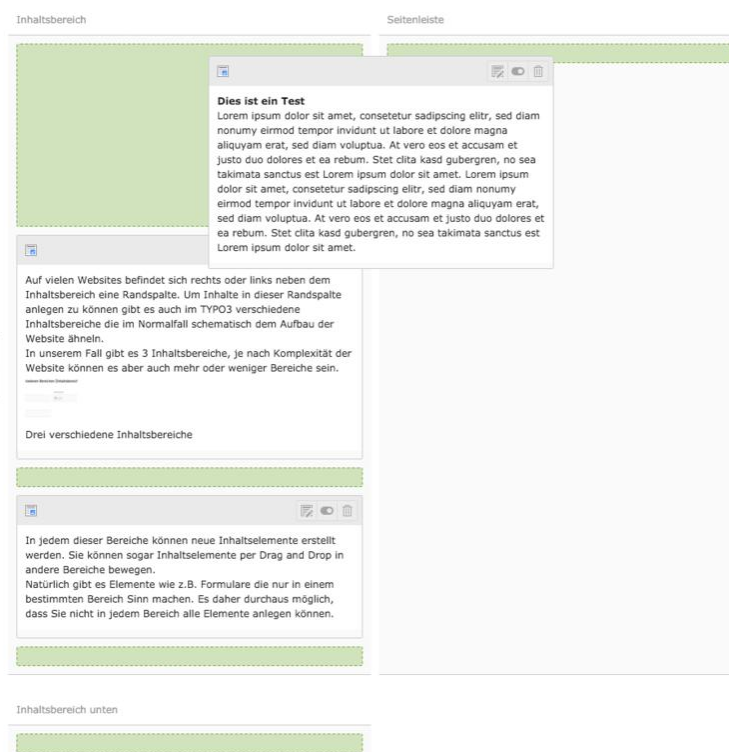 Inhaltsbereich
Seitenleiste
Dies ist ein Test
Lorem ipsum dolor sit amet, consetetur sadipscing elitr, sed diam
nonumy eirmod tempor invidunt ut labore et dolore magna
aliquyam erat, sed diam voluptua. At vero eos et accusam et
justo duo dolores et ea rebum. Stet clita kasd gubergren, no sea
takimata sanctus est Lorem ipsum dolor sit amet. Lorem ipsum
dolor sit amet, consetetur sadipscing elitr, sed diam nonumy
eirmod tempor invidunt ut labore et dolore magna aliquyam erat,
sed diam voluptua. At vero eos et accusam et justo duo dolores et
ea rebum. Stet clita kasd gubergren, no sea takimata sanctus est
Lorem ipsum dolor sit amet.
Auf vielen Websites befindet sich rechts oder links neben dem
Inhaltsbereich eine Randspalte. Um Inhalte in dieser Randspalte
anlegen zu können gibt es auch im TYPO3 verschiedene
Inhaltsbereiche die im Normalfall schematisch dem Aufbau der
Website ähneln.
In unserem Fall gibt es 3 Inhaltsbereiche, je nach Komplexität der
Website können es aber auch mehr oder weniger Bereiche sein.
Drei verschiedene Inhaltsbereiche
In jedem dieser Bereiche können neue Inhaltselemente erstellt
werden. Sie können sogar Inhaltselemente per Drag and Drop in
andere Bereiche bewegen.
Natürlich gibt es Elemente wie z.B. Formulare die nur in einem
bestimmten Bereich Sinn machen. Es daher durchaus möglich,
dass Sie nicht in jedem Bereich alle Elemente anlegen können.
Inhaltsbereich unten